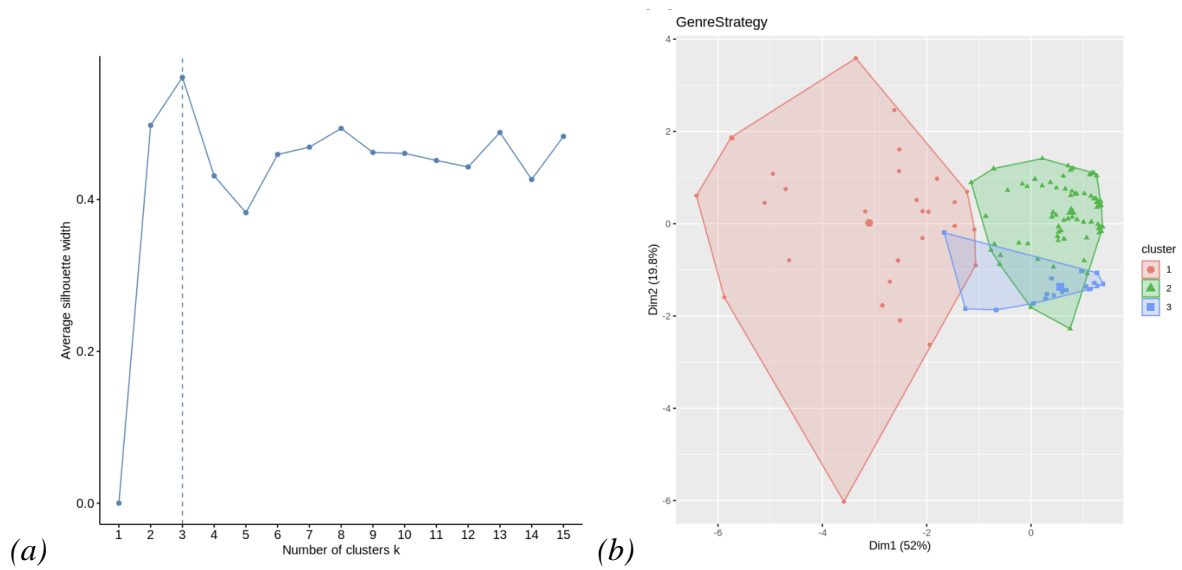 GenreStrategy
4
2
0
-2
-4
-6
Dim2 (19.8%)
-6
-4
-2
0
Dim1 (52%)
cluster
1
2
3
Average silhouette width
0.4
0.2
0.0
1 2 3 4 5 6 7 8 9 10 11 12 13 14 15
Number of clusters k
(a)
(b)